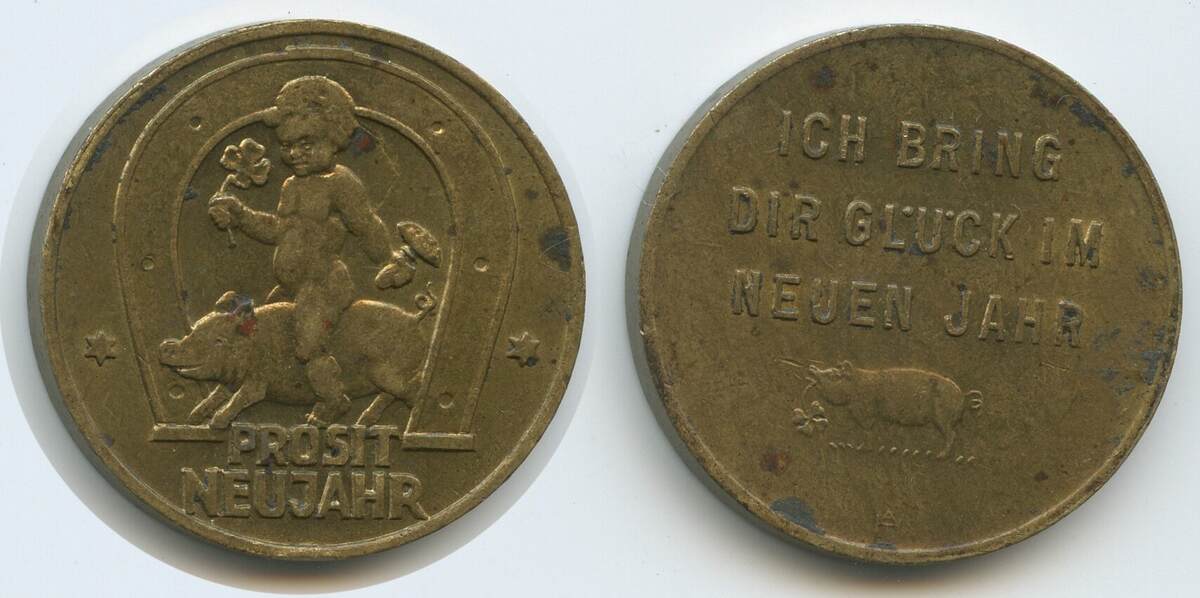 PROSIT
NEUJAHR
ICH BRING
DIR GLÜCK IM
NEUEN JAHR